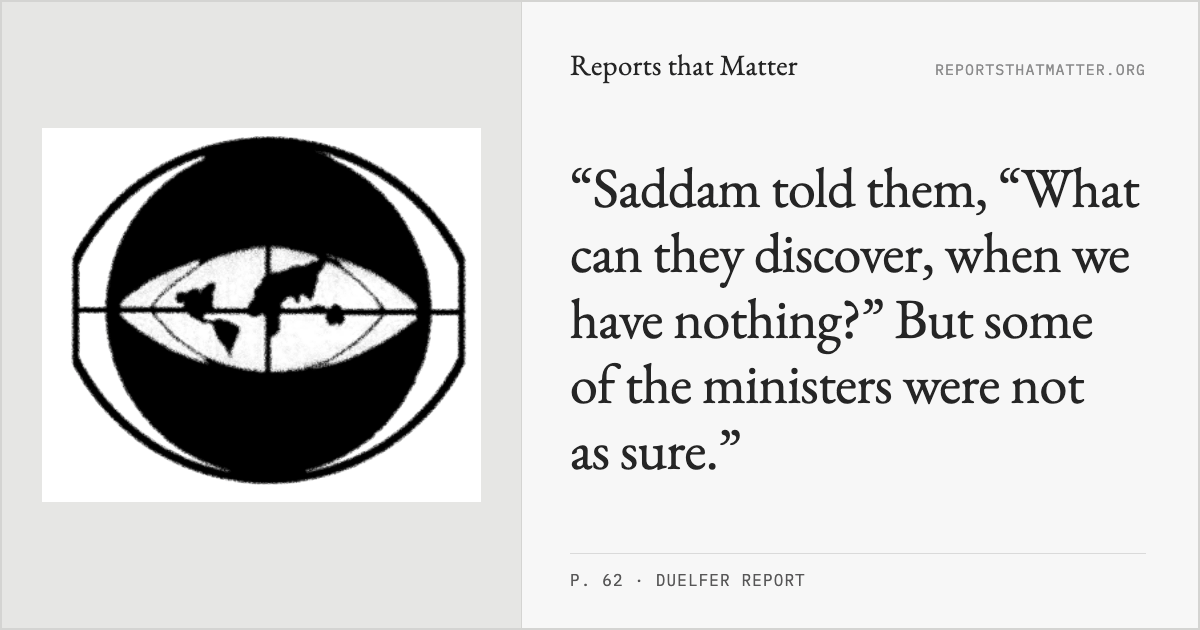 Reports that Matter
REPORTSTHATMATTER.ORG
“Saddam told them, “What
can they discover, when we
have nothing?” But some
of the ministers were not
as sure.”
P. 62 · DUELFER REPORT